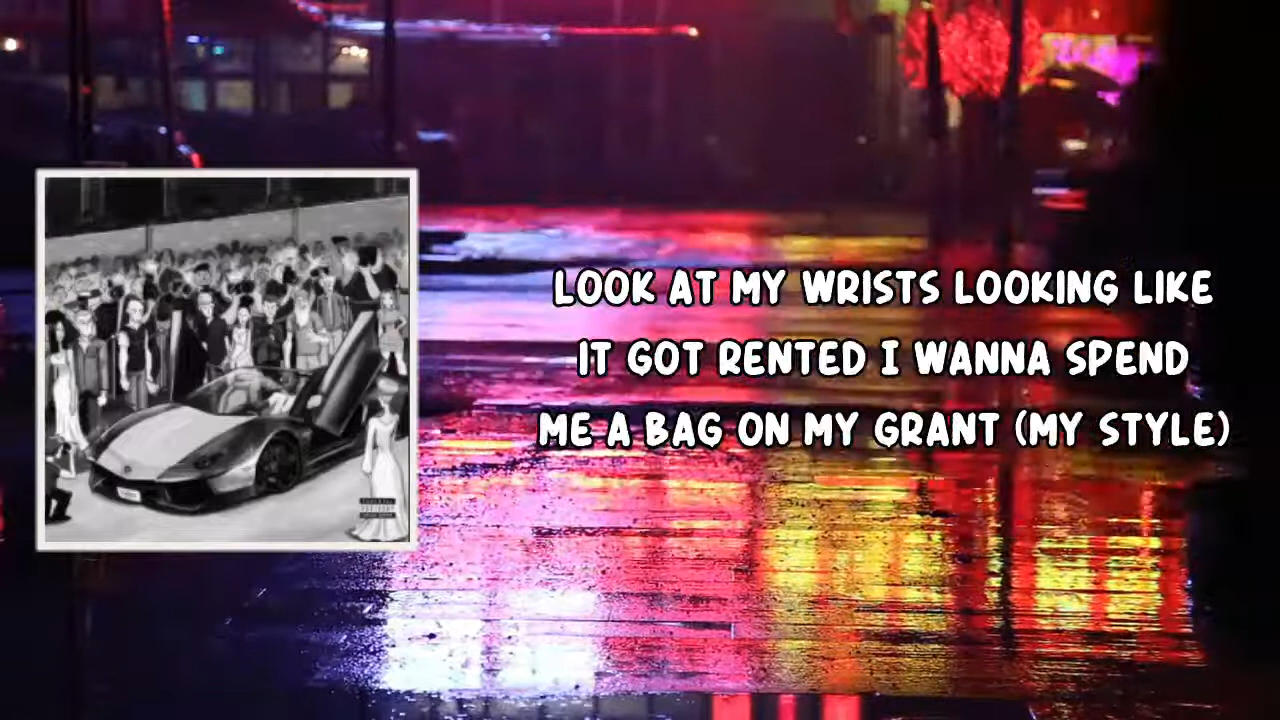 LOOK AT MY WRISTS LOOKING LIKE
IT GOT RENTED I WANNA SPEND
ME A BAG ON MY GRANT (MY STYLE)